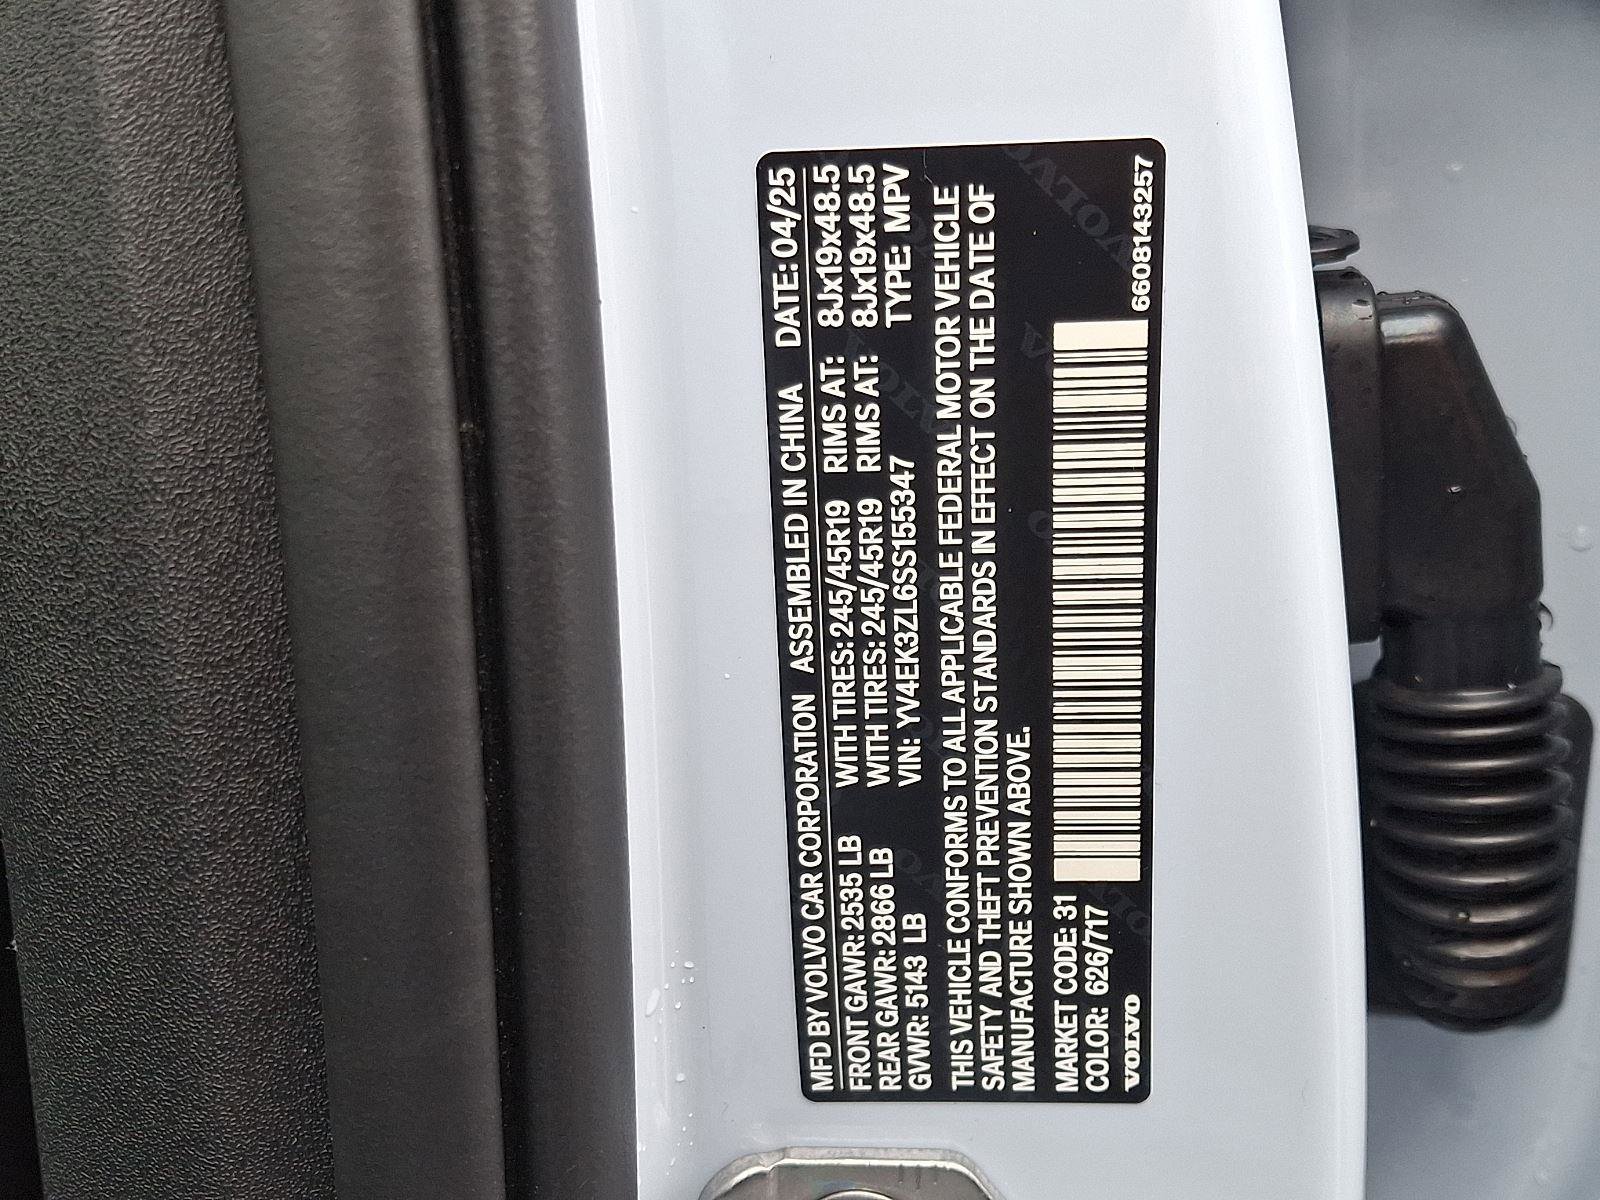 MFD BY VOLVO CAR CORPORATION ASSEMBLED IN CHINA DATE: 04/25
FRONT GAWR: 2535 LB WITH TIRES: 245/45R19 RIMS AT: 8Jx19x48.5
REAR GAWR: 2866 LB WITH TIRES: 245/45R19 RIMS AT: 8Jx19x48.5
GVWR: 5143 LB VIN: YV4EK3ZL6SS155347 TYPE: MPV
THIS VEHICLE CONFORMS TO ALL APPLICABLE FEDERAL MOTOR VEHICLE
SAFETY AND THEFT PREVENTION STANDARDS IN EFFECT ON THE DATE OF
MANUFACTURE SHOWN ABOVE.
MARKET CODE: 31
COLOR: 626/717
VOLVO 6608143257